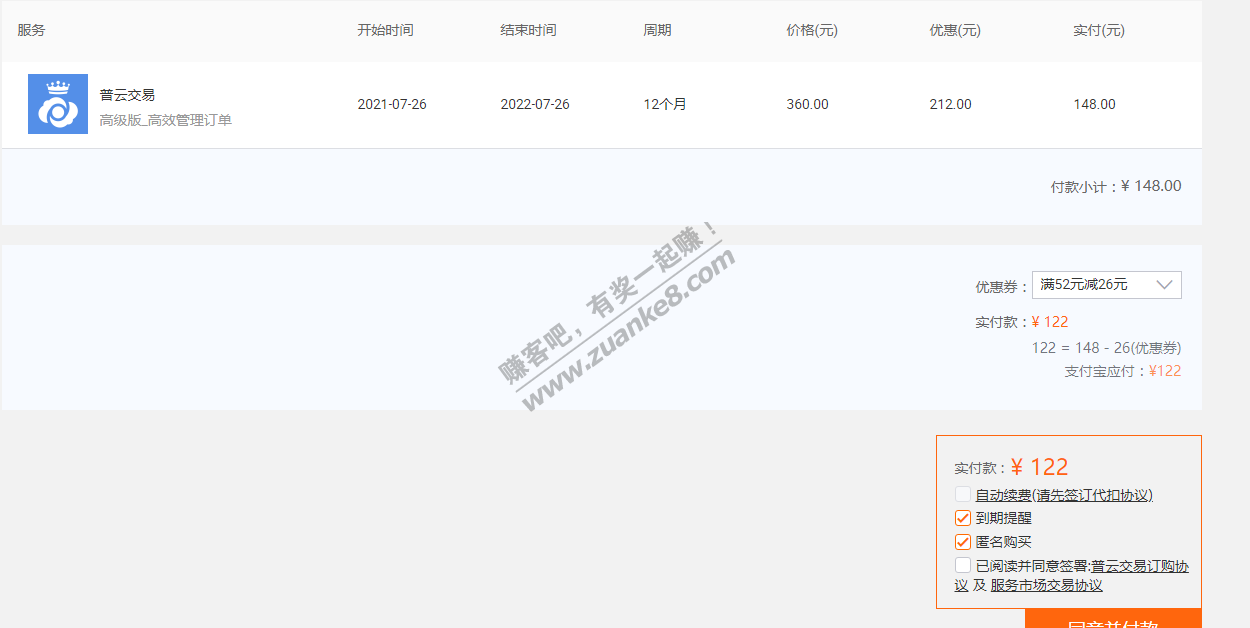 服务 开始时间 结束时间 周期 价格(元) 优惠(元) 实付(元)
普云交易
高级版_高效管理订单
2021-07-26 2022-07-26 12个月 360.00 212.00 148.00
付款小计：¥ 148.00
赚客吧，有奖一起赚！
www.zuanke8.com
优惠券： 满52元减26元
实付款：¥ 122
122 = 148 - 26(优惠券)
支付宝应付：¥122
实付款：¥ 122
自动续费(请先签订代扣协议)
到期提醒
匿名购买
已阅读并同意签署:普云交易订购协
议 及 服务市场交易协议
同意并付款